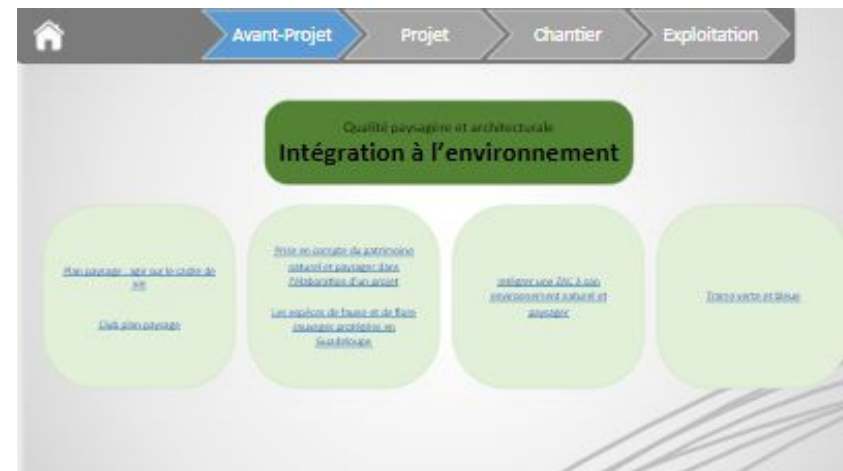 Avant-Projet
Projet
Chantier
Exploitation
Qualité paysagère et architecturale
Intégration à l'environnement
Plan paysage : agir sur le cadre de
vie
Club plan paysage
Prise en compte du patrimoine
naturel et paysager dans
l'élaboration d'un projet
Les espèces de faune et de flore
sauvages protégées en
Guadeloupe
Intégrer une ZAC à son
environnement naturel et
paysager
Trame verte et bleue